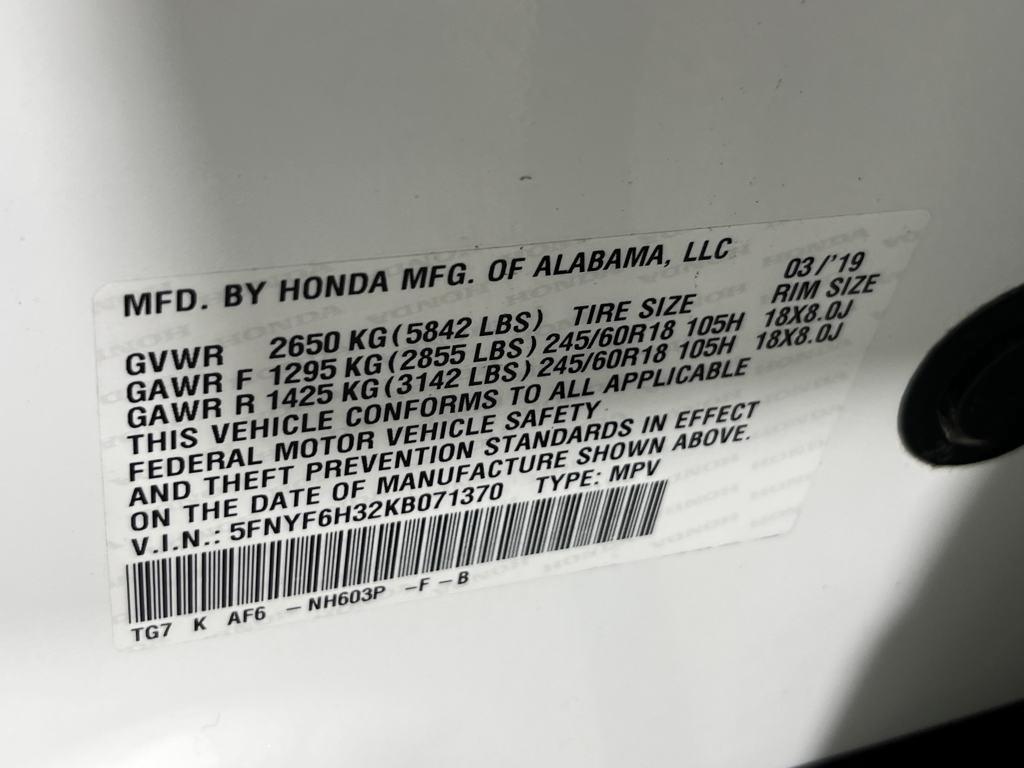 MFD. BY HONDA MFG. OF ALABAMA, LLC 03/'19
GVWR 2650 KG (5842 LBS) TIRE SIZE RIM SIZE
GAWR F 1295 KG (2855 LBS) 245/60R18 105H 18X8.0J
GAWR R 1425 KG (3142 LBS) 245/60R18 105H 18X8.0J
THIS VEHICLE CONFORMS TO ALL APPLICABLE
FEDERAL MOTOR VEHICLE SAFETY
AND THEFT PREVENTION STANDARDS IN EFFECT
ON THE DATE OF MANUFACTURE SHOWN ABOVE.
V.I.N.: 5FNYF6H32KB071370 TYPE: MPV
TG7 K AF6 – NH603P – F – B